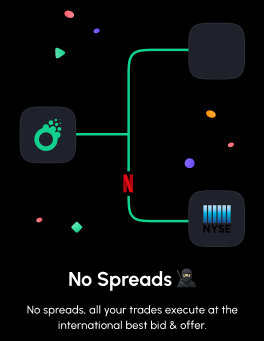 N
NYSE
No Spreads
No spreads, all your trades execute at the
international best bid & offer.